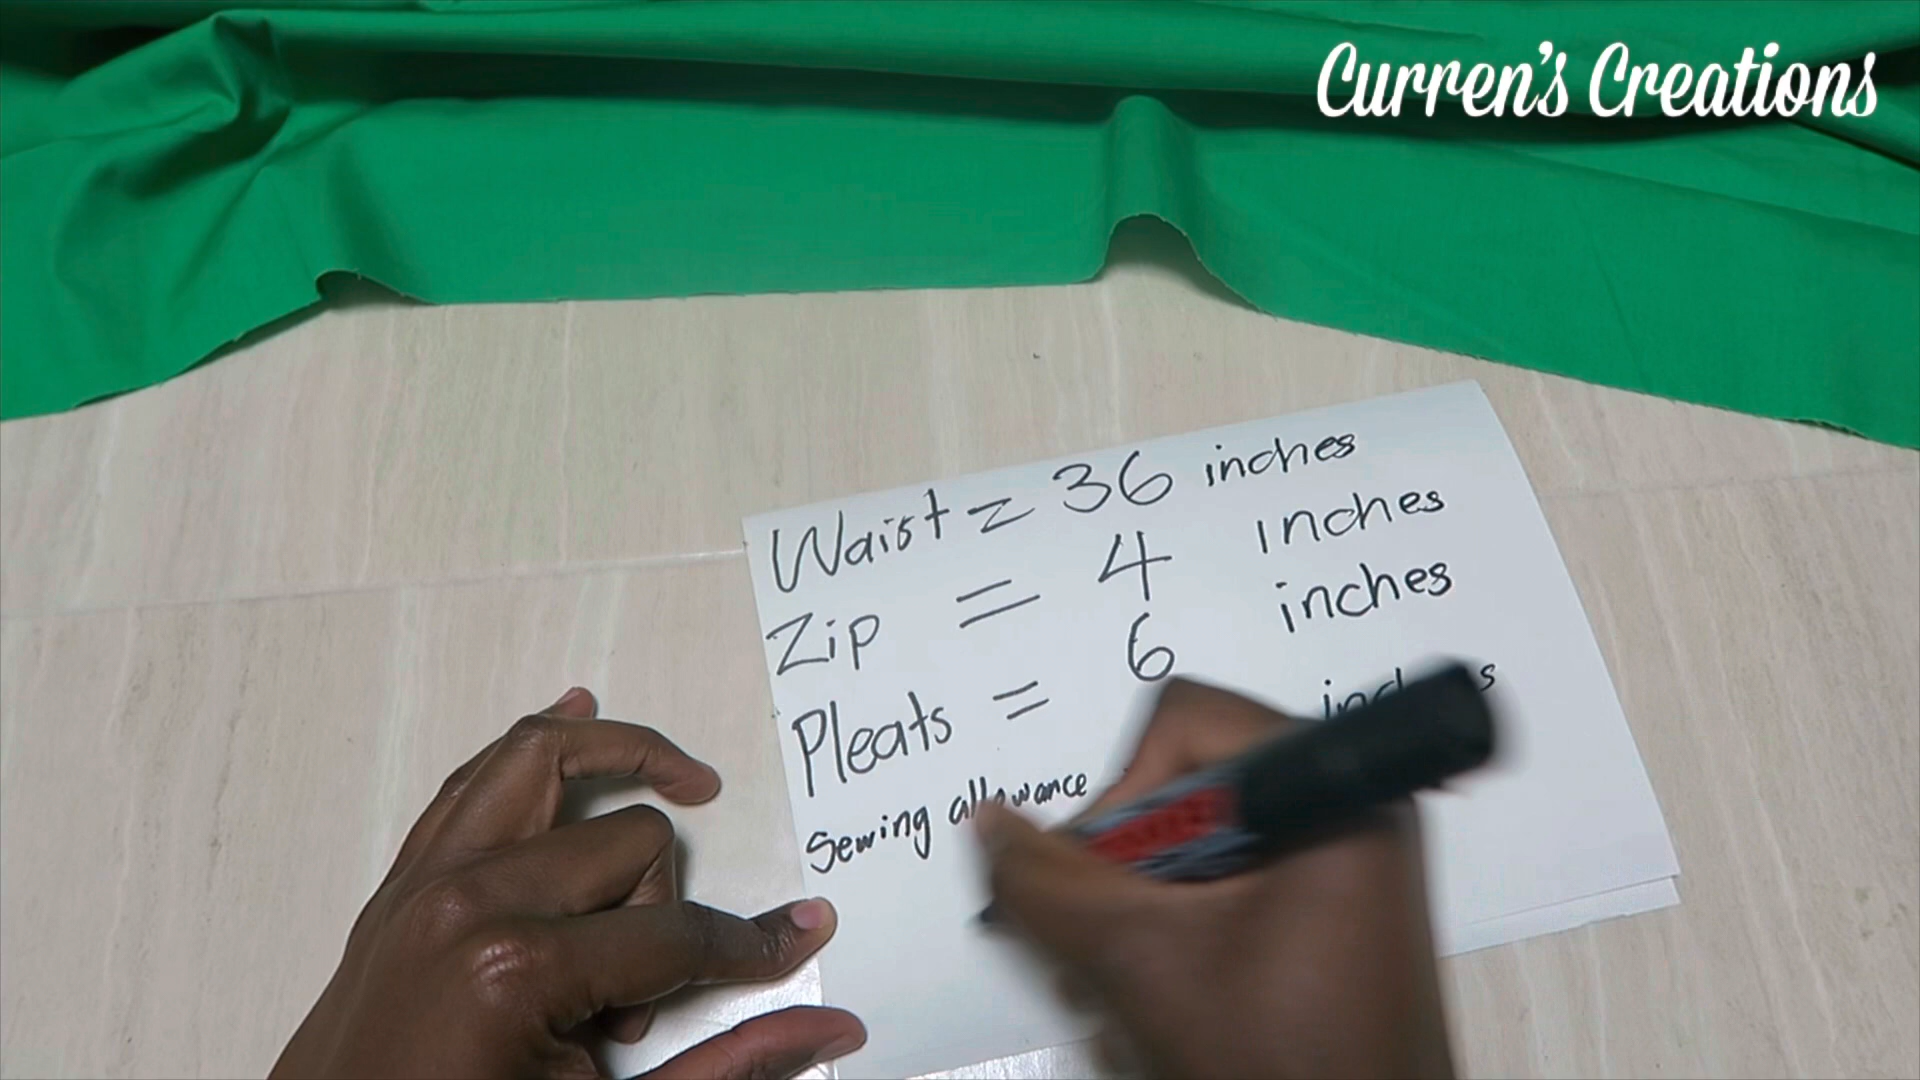 Curren's Creations
Waist = 36 inches
Zip = 4 inches
Pleats = 6 inches
Sewing allowance